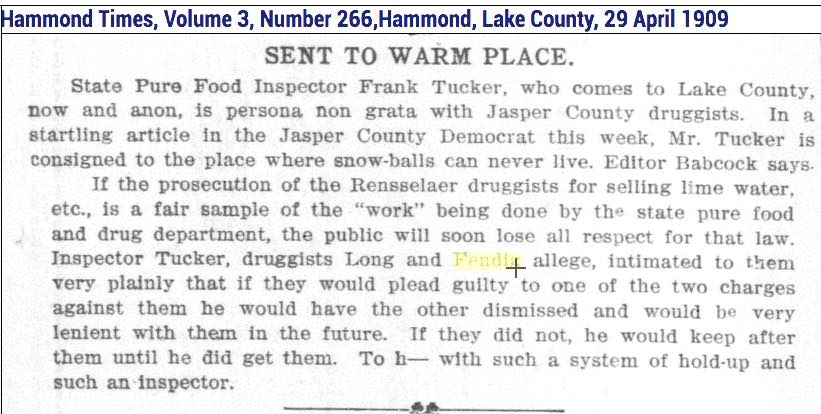 Hammond Times, Volume 3, Number 266,Hammond, Lake County, 29 April 1909
SENT TO WARM PLACE.
State Pure Food Inspector Frank Tucker, who comes to Lake County,
now and anon, is persona non grata with Jasper County druggists. In a
startling article in the Jasper County Democrat this week, Mr. Tucker is
consigned to the place where snow-balls can never live. Editor Babcock says.
If the prosecution of the Rensselaer druggists for selling lime water,
etc., is a fair sample of the “work” being done by the state pure food
and drug department, the public will soon lose all respect for that law.
Inspector Tucker, druggists Long and Fendig allege, intimated to them
very plainly that if they would plead guilty to one of the two charges
against them he would have the other dismissed and would be very
lenient with them in the future. If they did not, he would keep after
them until he did get them. To h— with such a system of hold-up and
such an inspector.